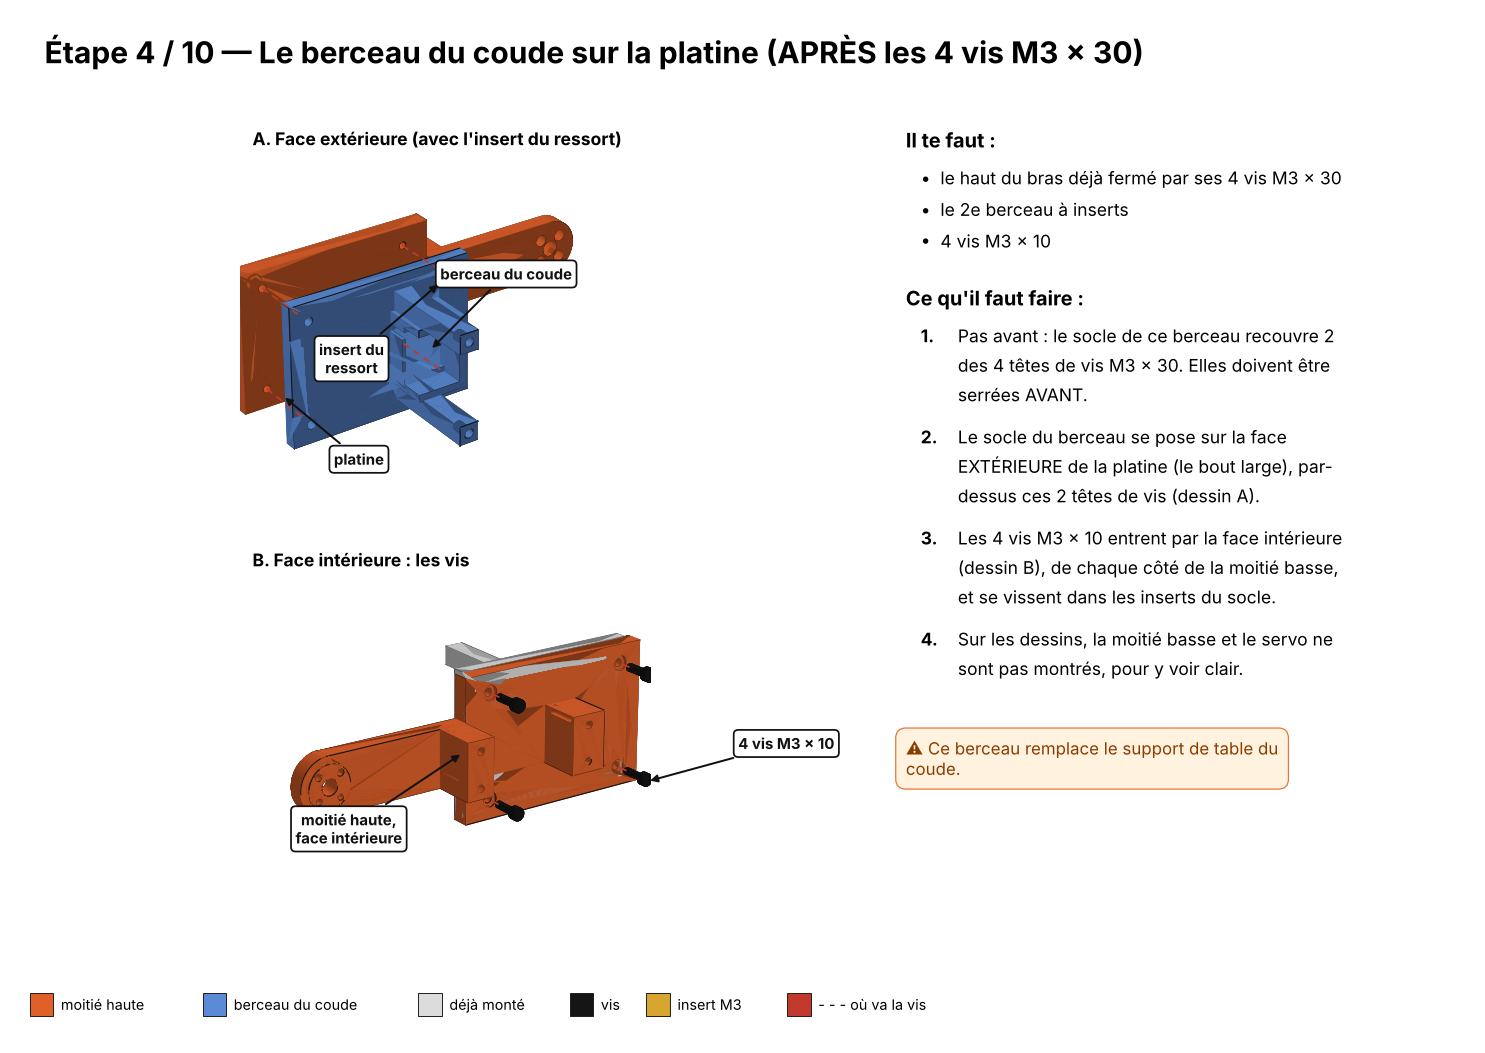 Étape 4 / 10 — Le berceau du coude sur la platine (APRÈS les 4 vis M3 × 30)
A. Face extérieure (avec l'insert du ressort)
berceau du coude
insert du
ressort
platine
B. Face intérieure : les vis
4 vis M3 × 10
moitié haute,
face intérieure
Il te faut :
• le haut du bras déjà fermé par ses 4 vis M3 × 30
• le 2e berceau à inserts
• 4 vis M3 × 10
Ce qu'il faut faire :
1. Pas avant : le socle de ce berceau recouvre 2
des 4 têtes de vis M3 × 30. Elles doivent être
serrées AVANT.
2. Le socle du berceau se pose sur la face
EXTÉRIEURE de la platine (le bout large), par-
dessus ces 2 têtes de vis (dessin A).
3. Les 4 vis M3 × 10 entrent par la face intérieure
(dessin B), de chaque côté de la moitié basse,
et se vissent dans les inserts du socle.
4. Sur les dessins, la moitié basse et le servo ne
sont pas montrés, pour y voir clair.
⚠ Ce berceau remplace le support de table du
coude.
moitié haute
berceau du coude
déjà monté
vis
insert M3
- - - où va la vis